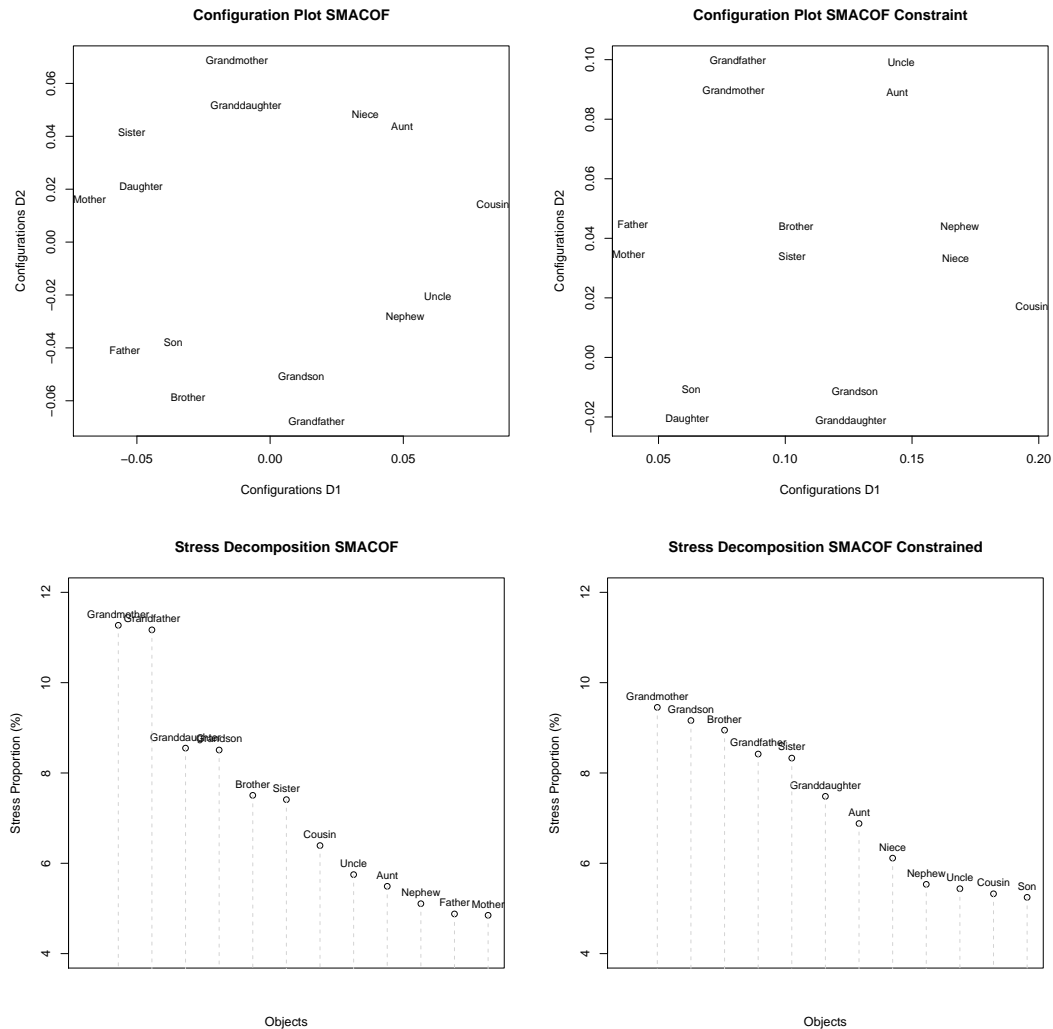 Configuration Plot SMACOF
Grandmother
Granddaughter
Niece
Aunt
Sister
Daughter
Mother
Cousin
Uncle
Nephew
Son
Father
Grandson
Brother
Grandfather
0.06
0.04
0.02
0.00
−0.02
−0.04
−0.06
Configurations D2
−0.05
0.00
0.05
Configurations D1
Configuration Plot SMACOF Constraint
Grandfather
Uncle
Grandmother
Aunt
Father
Brother
Nephew
Mother
Sister
Niece
Cousin
Son
Grandson
Daughter
Granddaughter
0.10
0.08
0.06
0.04
0.02
0.00
−0.02
Configurations D2
0.05
0.10
0.15
0.20
Configurations D1
Stress Decomposition SMACOF
Grandmother
Grandfather
Granddaughter
Grandson
Brother
Sister
Cousin
Uncle
Aunt
Nephew
Father
Mother
12
10
8
6
4
Stress Proportion (%)
Objects
Stress Decomposition SMACOF Constrained
Grandmother
Grandson
Brother
Grandfather
Sister
Granddaughter
Aunt
Niece
Nephew
Uncle
Cousin
Son
12
10
8
6
4
Stress Proportion (%)
Objects